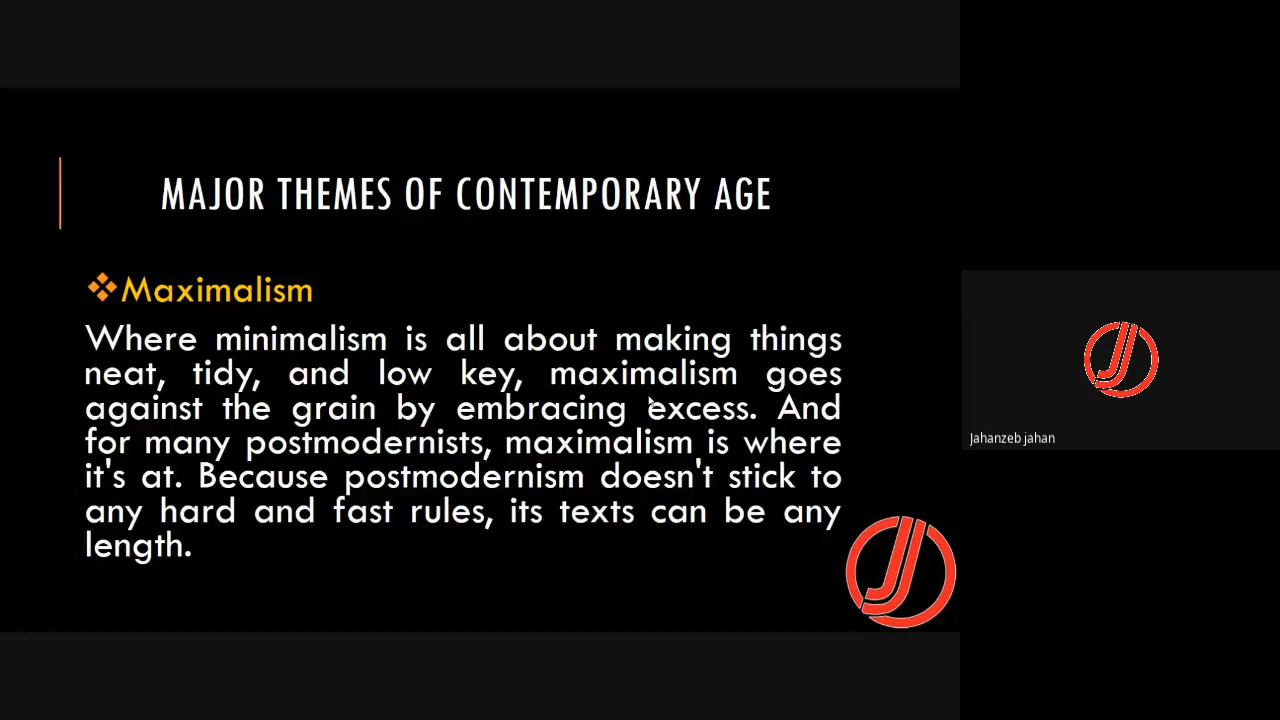 MAJOR THEMES OF CONTEMPORARY AGE
❖Maximalism
Where minimalism is all about making things
neat, tidy, and low key, maximalism goes
against the grain by embracing excess. And
for many postmodernists, maximalism is where
it's at. Because postmodernism doesn't stick to
any hard and fast rules, its texts can be any
length.
Jahanzeb jahan